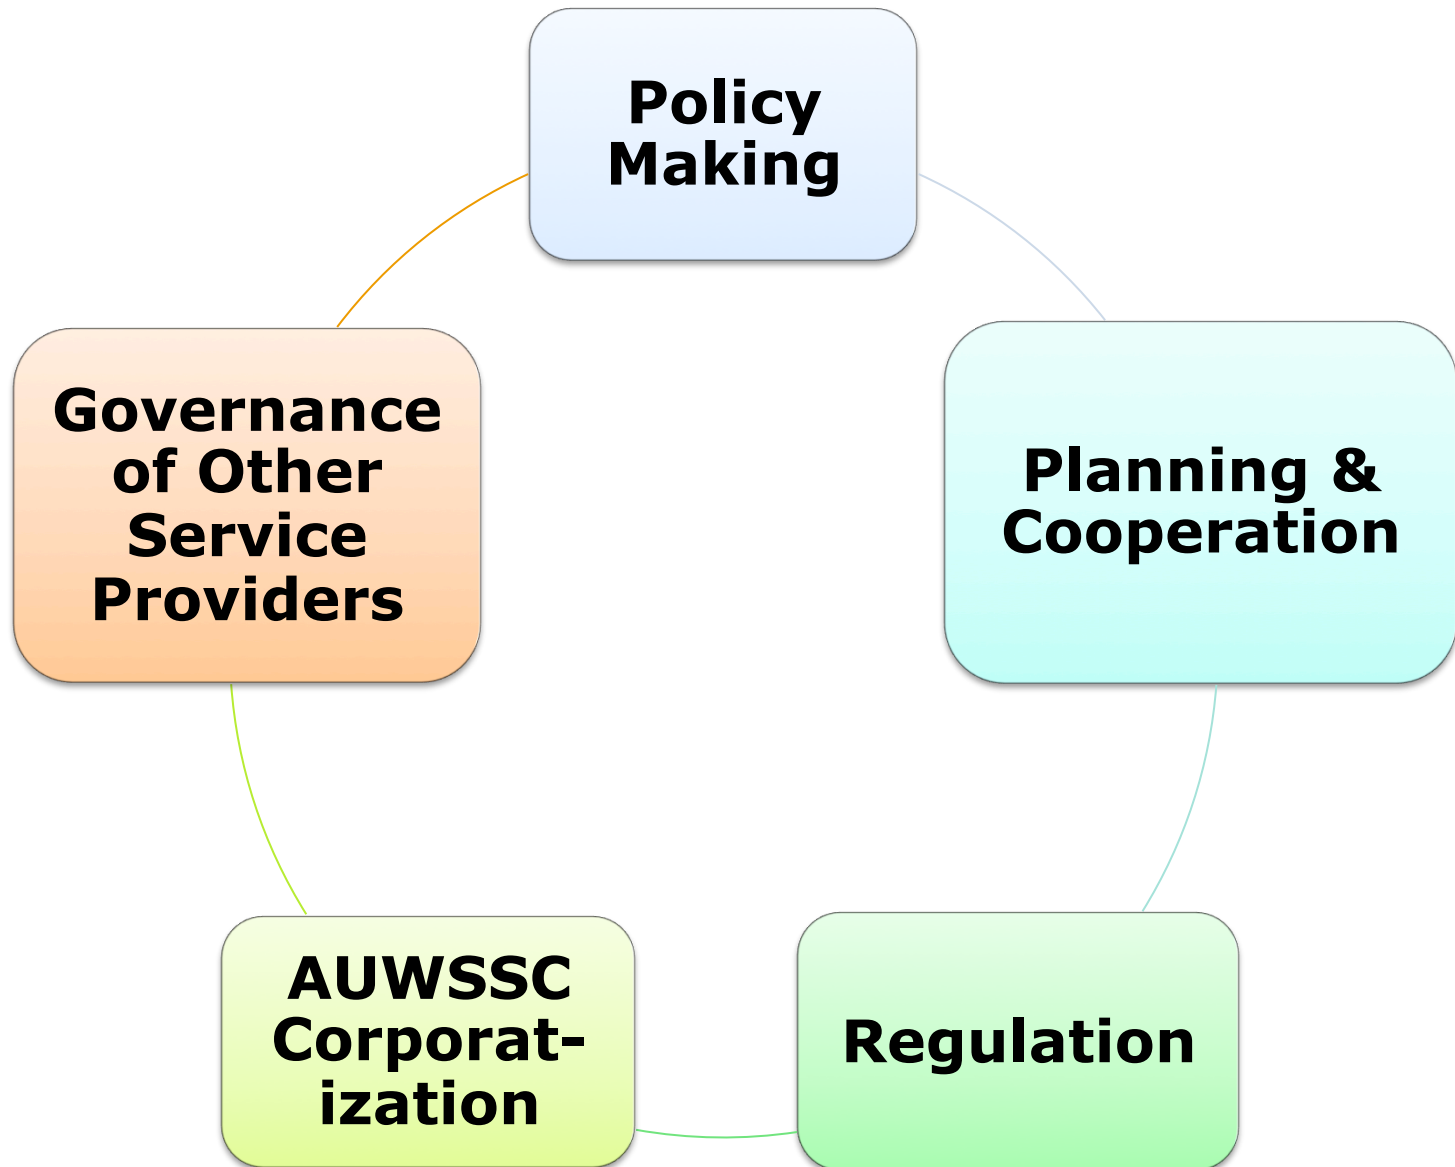 Policy
Making
Planning &
Cooperation
Regulation
AUWSSC
Corporat-
ization
Governance
of Other
Service
Providers